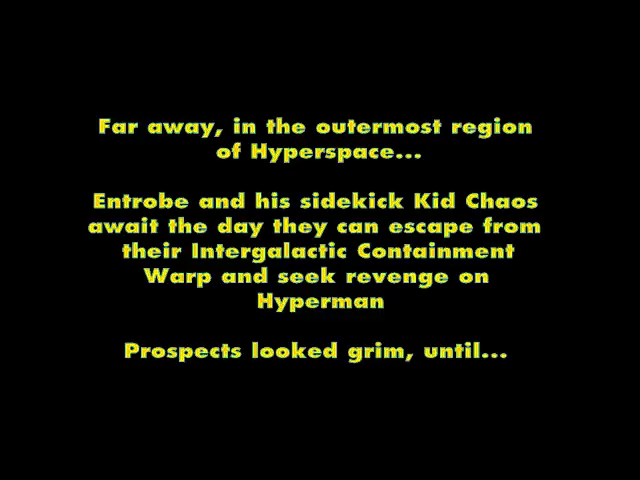 Far away, in the outermost region
of Hyperspace...
Entrobe and his sidekick Kid Chaos
await the day they can escape from
their Intergalactic Containment
Warp and seek revenge on
Hyperman
Prospects looked grim, until...